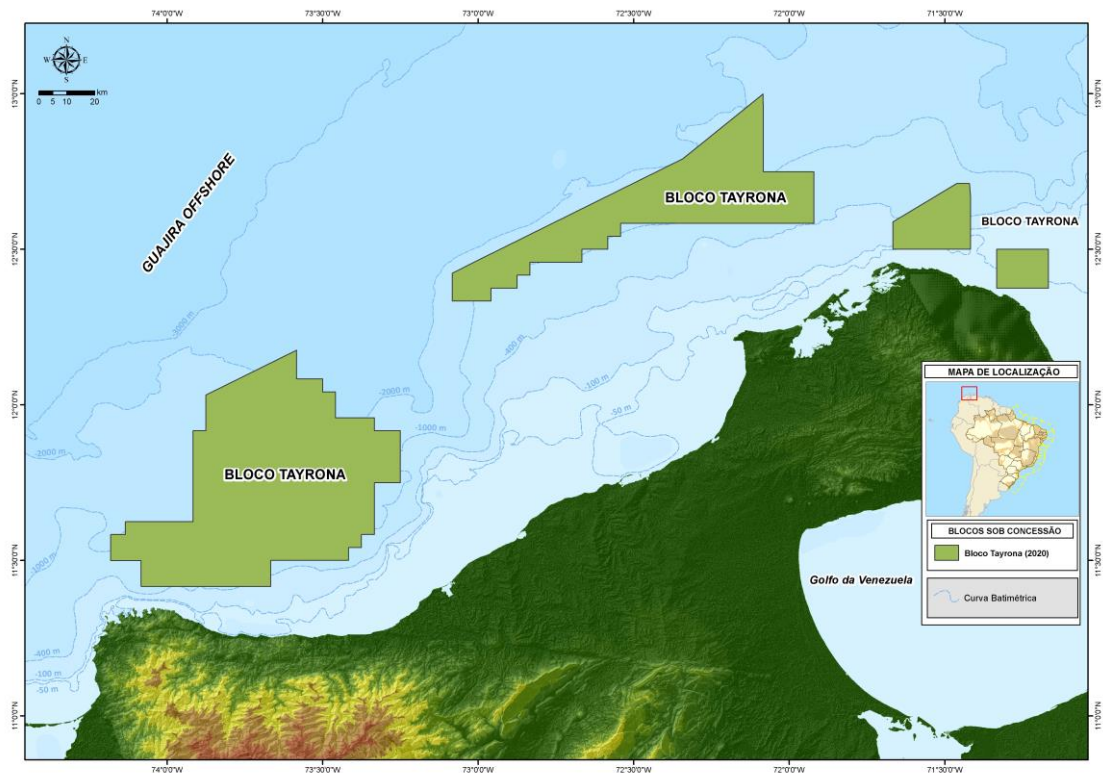 74°0'0"W
73°30'0"W
73°0'0"W
72°30'0"W
72°0'0"W
71°30'0"W
N
W E
S
km
0 5 10 20
13°0'0"N
13°0'0"N
GUAJIRA OFFSHORE
BLOCO TAYRONA
BLOCO TAYRONA
12°30'0"N
12°30'0"N
-3000 m
-400 m
-100 m
-50 m
-2000 m
-1000 m
12°0'0"N
12°0'0"N
-2000 m
BLOCO TAYRONA
MAPA DE LOCALIZAÇÃO
BLOCOS SOB CONCESSÃO
Bloco Tayrona (2020)
Curva Batimétrica
11°30'0"N
11°30'0"N
-1000 m
Golfo da Venezuela
-400 m
-100 m
-50 m
11°0'0"N
11°0'0"N
74°0'0"W
73°30'0"W
73°0'0"W
72°30'0"W
72°0'0"W
71°30'0"W